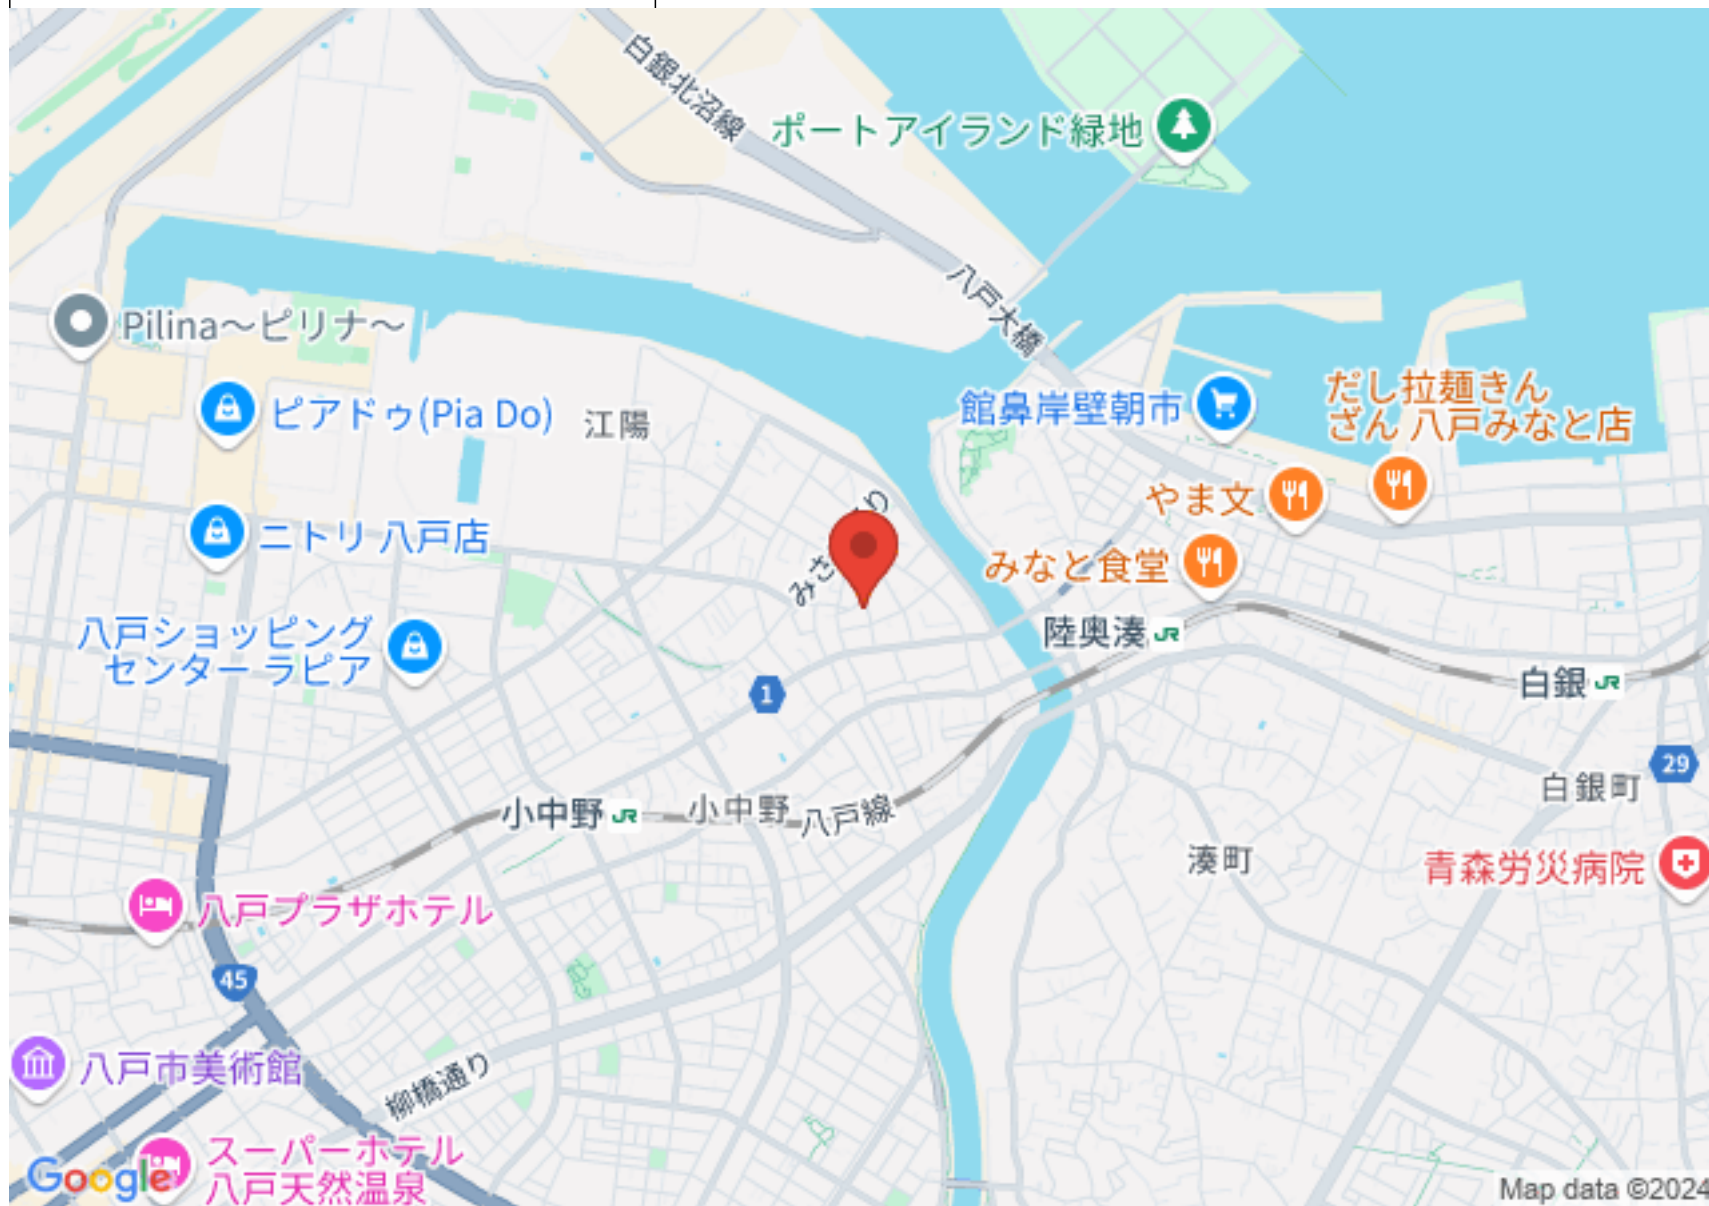 白銀北沼線
ポートアイランド緑地
八戸大橋
Pilina～ピリナ～
ピアドゥ(Pia Do)
江陽
館鼻岸壁朝市
だし拉麺きん
ざん 八戸みなと店
やま文
ニトリ 八戸店
みなと食堂
八戸ショッピング
センター ラピア
陸奥湊 JR
白銀 JR
1
29
小中野 JR
小中野
八戸線
白銀町
湊町
青森労災病院
八戸プラザホテル
45
八戸市美術館
柳橋通り
スーパーホテル
八戸天然温泉
Google
Map data ©2024